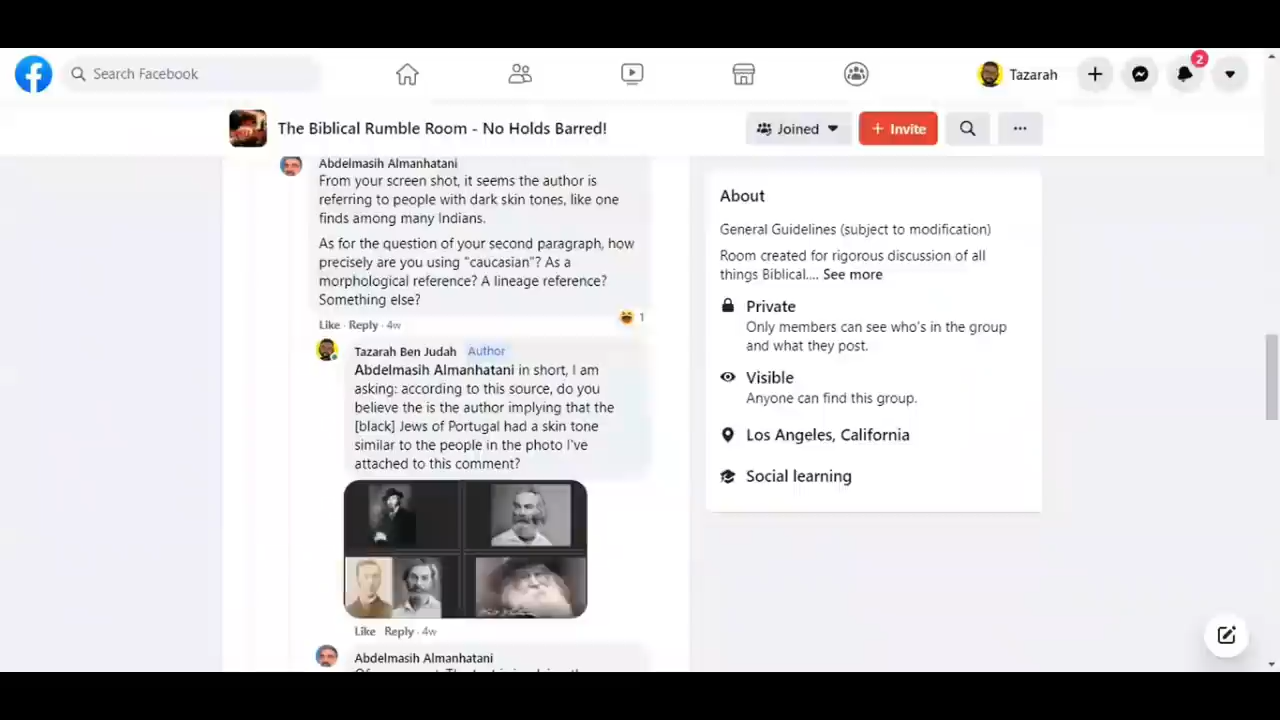 Search Facebook
Tazarah
2
The Biblical Rumble Room - No Holds Barred!
Joined
+ Invite
Abdelmasih Almanhatani
From your screen shot, it seems the author is
referring to people with dark skin tones, like one
finds among many Indians.
As for the question of your second paragraph, how
precisely are you using "caucasian"? As a
morphological reference? A lineage reference?
Something else?
Like · Reply · 4w
1
Tazarah Ben Judah Author
Abdelmasih Almanhatani in short, I am
asking: according to this source, do you
believe the is the author implying that the
[black] Jews of Portugal had a skin tone
similar to the people in the photo I've
attached to this comment?
Like Reply · 4w
Abdelmasih Almanhatani
About
General Guidelines (subject to modification)
Room created for rigorous discussion of all
things Biblical.... See more
Private
Only members can see who's in the group
and what they post.
Visible
Anyone can find this group.
Los Angeles, California
Social learning